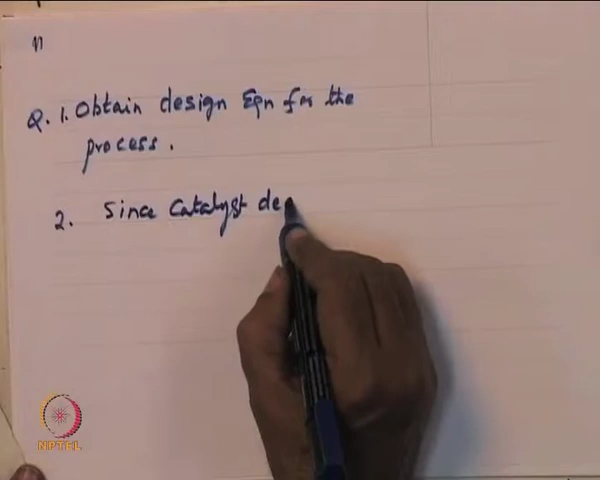 Q. 1. Obtain design Eqn for the
process.
2. Since Catalyst de
NPTEL